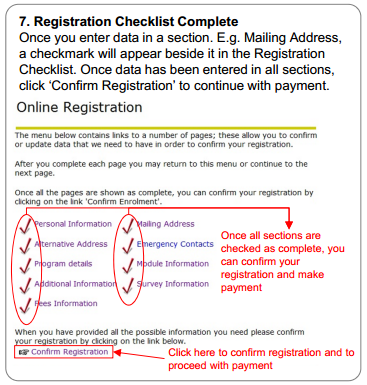 7. Registration Checklist Complete
Once you enter data in a section. E.g. Mailing Address,
a checkmark will appear beside it in the Registration
Checklist. Once data has been entered in all sections,
click ‘Confirm Registration’ to continue with payment.
Online Registration
The menu below contains links to a number of pages; these allow you to confirm
or update data that we need to have in order to confirm your registration.
After you complete each page you may return to this menu or continue to the
next page.
Once all the pages are shown as complete, you can confirm your registration by
clicking on the link 'Confirm Enrolment'.
Personal Information
Mailing Address
Alternative Address
Emergency Contacts
Program details
Module Information
Additional Information
Survey Information
Fees Information
Once all sections are
checked as complete, you
can confirm your
registration and make
payment
When you have provided all the possible information you need please confirm
your registration by clicking on the link below.
Confirm Registration
Click here to confirm registration and to
proceed with payment